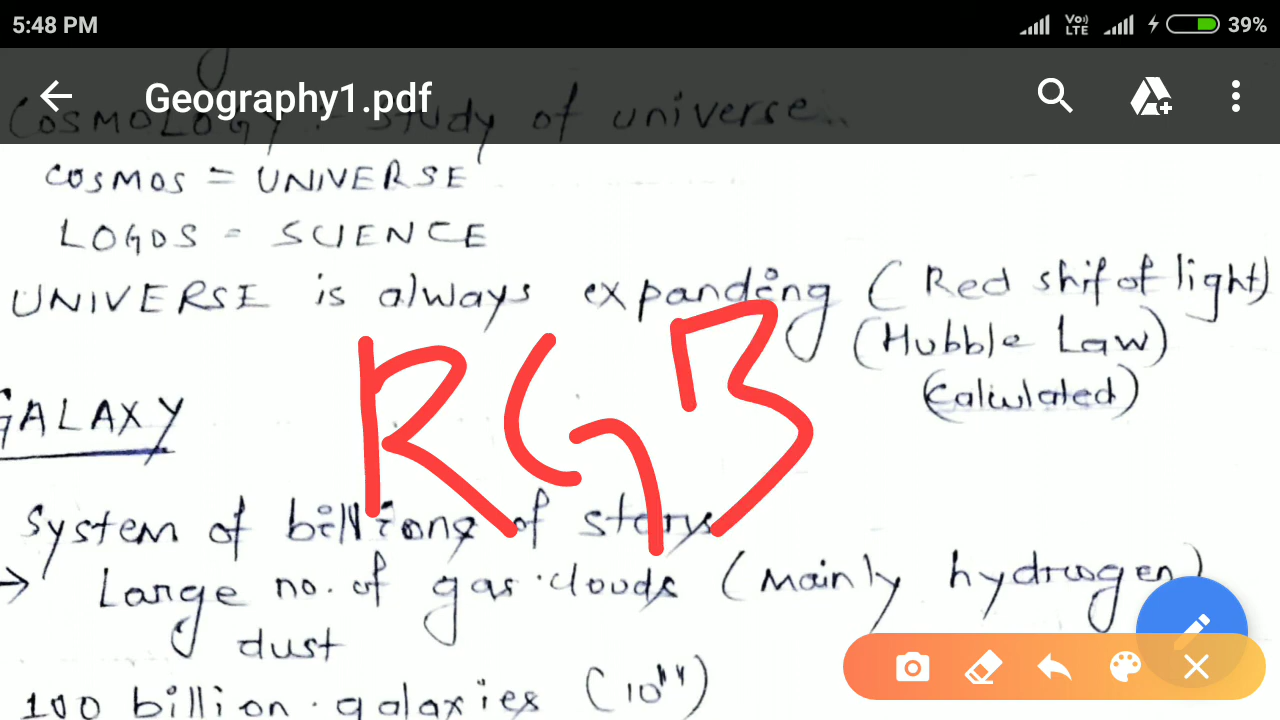 5:48 PM Vo)) LTE 39%
Geography1.pdf
COSMOLOGY : study of universe
COSMOS = UNIVERSE
LOGOS = SCIENCE
UNIVERSE is always expanding (Red shif of light)
(Hubble Law)
(Calculated)
RGB
GALAXY
System of billions of stars
→ Large no. of gas clouds (mainly hydrogen)
dust
100 billion galaxies (10¹¹)